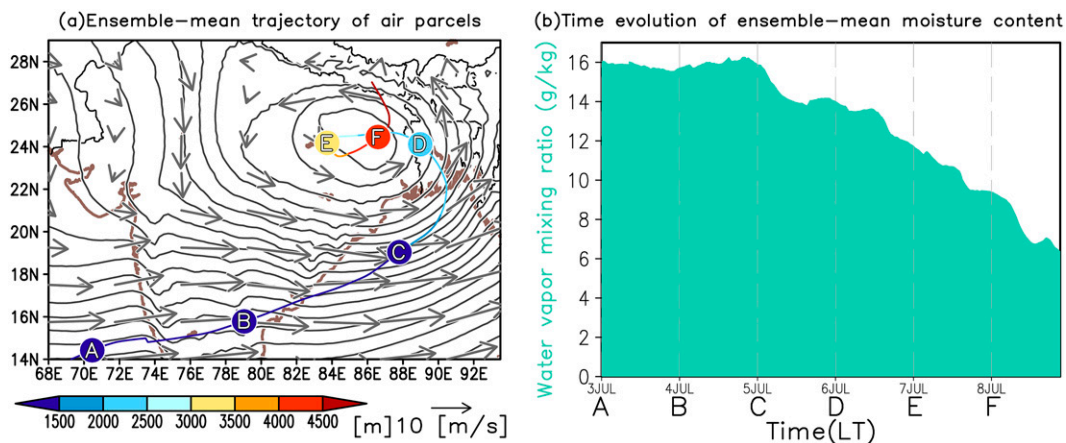 (a)Ensemble-mean trajectory of air parcels
28N
26N
24N
22N
20N
18N
16N
14N
68E 70E 72E 74E 76E 78E 80E 82E 84E 86E 88E 90E 92E
A
B
C
D
E
F
1500 2000 2500 3000 3500 4000 4500 [m]10 [m/s]
(b)Time evolution of ensemble-mean moisture content
Water vapor mixing ratio (g/kg)
16
14
12
10
8
6
4
2
0
3JUL 4JUL 5JUL 6JUL 7JUL 8JUL
A B C D E F
Time(LT)